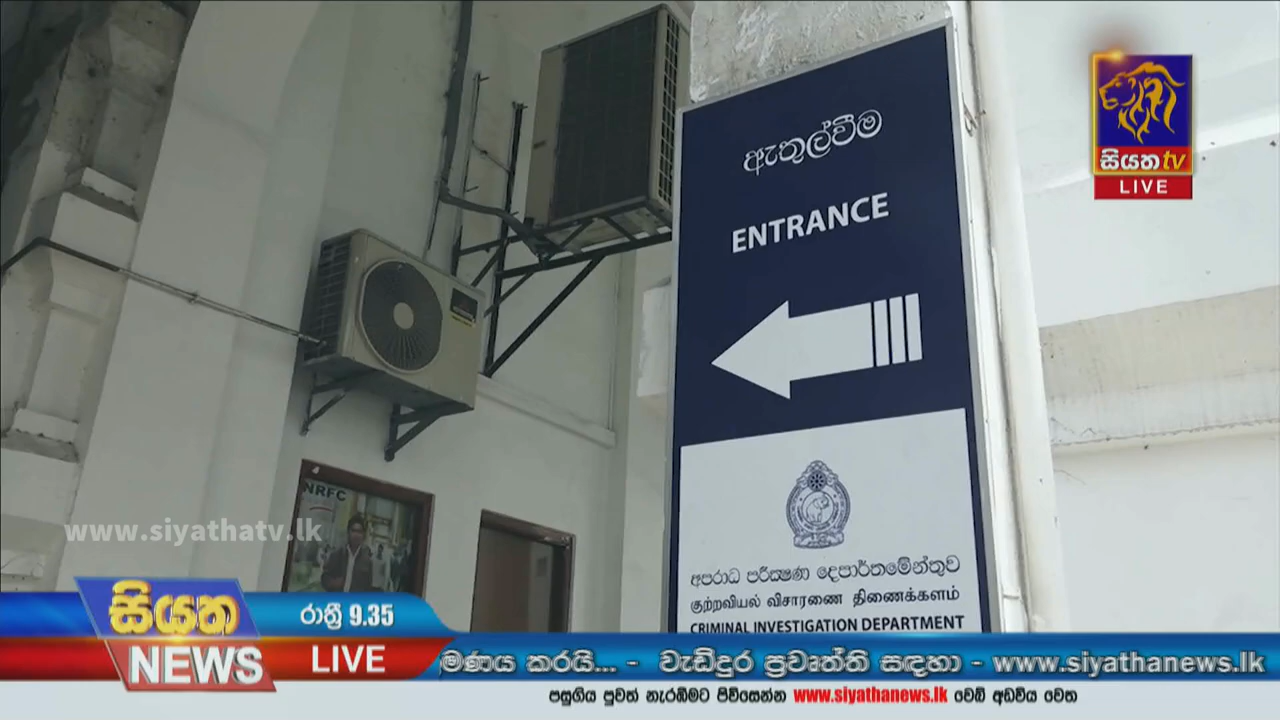 ඇතුල්වීම
ENTRANCE
සියත tv
LIVE
NRFC
www.siyathatv.lk
අපරාධ පරීක්ෂණ දෙපාර්තමේන්තුව
குற்றவியல் விசாரணை திணைக்களம்
CRIMINAL INVESTIGATION DEPARTMENT
සියත
NEWS
රාත්‍රී 9.35
LIVE
මණය කරයි... - වැඩිදුර ප්‍රවෘත්ති සඳහා - www.siyathanews.lk
පසුගිය පුවත් නැරඹීමට පිවිසෙන්න www.siyathanews.lk වෙබ් අඩවිය වෙත